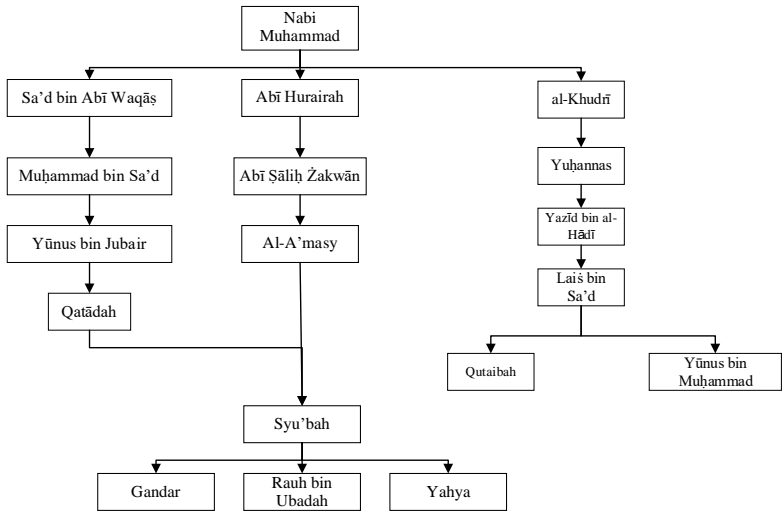 Nabi
Muhammad
Sa’d bin Abī Waqāṣ
Abī Hurairah
al-Khudrī
Muḥammad bin Sa’d
Abī Ṣāliḥ Żakwān
Yuḥannas
Yūnus bin Jubair
Al-A’masy
Yazīd bin al-
Hādī
Qatādah
Laiṡ bin
Sa’d
Qutaibah
Yūnus bin
Muḥammad
Syu’bah
Gandar
Rauh bin
Ubadah
Yahya